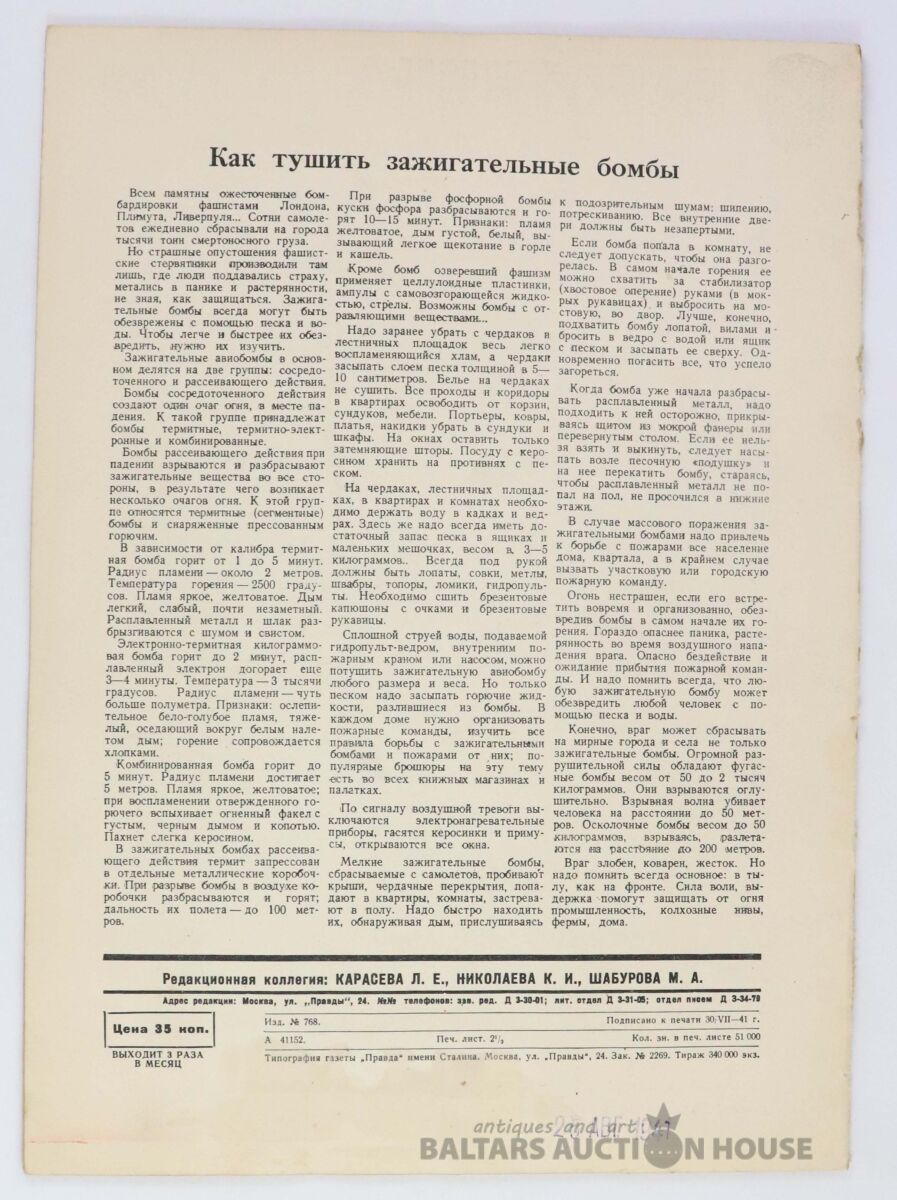 Как тушить зажигательные бомбы
Всем памятны ожесточенные бом-
бардировки фашистами Лондона,
Плимута, Ливерпуля... Сотни самоле-
тов ежедневно сбрасывали на города
тысячи тонн смертоносного груза.
Но страшные опустошения фашист-
ские стервятники производили там
лишь, где люди поддавались страху,
метались в панике и растерянности,
не зная, как защищаться. Зажига-
тельные бомбы всегда могут быть
обезврежены с помощью песка и во-
ды. Чтобы легче и быстрее их обез-
вредить, нужно их изучить.
Зажигательные авиобомбы в основ-
ном делятся на две группы: сосредо-
точенного и рассеивающего действия.
Бомбы сосредоточенного действия
создают один очаг огня, в месте па-
дения. К такой группе принадлежат
бомбы термитные, термитно-элект-
ронные и комбинированные.
Бомбы рассеивающего действия при
падении взрываются и разбрасывают
зажигательные вещества во все сто-
роны, в результате чего возникает
несколько очагов огня. К этой груп-
пе относятся термитные (сегментные)
бомбы и снаряженные прессованным
горючим.
В зависимости от калибра термит-
ная бомба горит от 1 до 5 минут.
Радиус пламени — около 2 метров.
Температура горения — 2500 граду-
сов. Пламя яркое, желтоватое. Дым
легкий, слабый, почти незаметный.
Расплавленный металл и шлак раз-
брызгиваются с шумом и свистом.
Электронно-термитная килограммо-
вая бомба горит до 2 минут, расп-
лавленный электрон догорает еще
3—4 минуты. Температура — 3 тысячи
градусов. Радиус пламени — чуть
больше полуметра. Признаки: ослепи-
тельное бело-голубое пламя, тяже-
лый, оседающий вокруг белым нале-
том дым; горение сопровождается
хлопками.
Комбинированная бомба горит до
5 минут. Радиус пламени достигает
5 метров. Пламя яркое, желтоватое;
при воспламенении отвержденного го-
рючего вспыхивает огненный факел с
густым, черным дымом и копотью.
Пахнет слегка керосином.
В зажигательных бомбах рассеива-
ющего действия термит запрессован
в отдельные металлические коробоч-
ки. При разрыве бомбы в воздухе ко-
робочки разбрасываются и горят;
дальность их полета — до 100 мет-
ров.
При разрыве фосфорной бомбы
куски фосфора разбрасываются и го-
рят 10—15 минут. Признаки: пламя
желтоватое, дым густой, белый, вы-
зывающий легкое щекотание в горле
и кашель.
Кроме бомб озверевший фашизм
применяет целлулоидные пластинки,
ампулы с самовозгорающейся жидко-
стью, стрелы. Возможны бомбы с от-
равляющими веществами...
Надо заранее убрать с чердаков и
лестничных площадок весь легко
воспламеняющийся хлам, а чердаки
засыпать слоем песка толщиной в 5—
10 сантиметров. Белье на чердаках
не сушить. Все проходы и коридоры
в квартирах освободить от корзин,
сундуков, мебели. Портьеры, ковры,
платья, накидки убрать в сундуки и
шкафы. На окнах оставить только
затемняющие шторы. Посуду с керо-
сином хранить на противнях с пе-
ском.
На чердаках, лестничных площад-
ках, в квартирах и комнатах необхо-
димо держать воду в кадках и вед-
рах. Здесь же надо всегда иметь до-
статочный запас песка в ящиках и
маленьких мешочках, весом в 3—5
килограммов.. Всегда под рукой
должны быть лопаты, совки, метлы,
швабры, топоры, ломики, гидропуль-
ты. Необходимо сшить брезентовые
капюшоны с очками и брезентовые
рукавицы.
Сплошной струей воды, подаваемой
гидропульт-ведром, внутренним по-
жарным краном или насосом, можно
потушить зажигательную авиобомбу
любого размера и веса. Но только
песком надо засыпать горючие жид-
кости, разлившиеся из бомбы. В
каждом доме нужно организовать
пожарные команды, изучить все
правила борьбы с зажигательными
бомбами и пожарами от них; по-
пулярные брошюры на эту тему
есть во всех книжных магазинах и
палатках.
По сигналу воздушной тревоги вы-
ключаются электронагревательные
приборы, гасятся керосинки и приму-
сы, открываются все окна.
Мелкие зажигательные бомбы,
сбрасываемые с самолетов, пробивают
крыши, чердачные перекрытия, попа-
дают в квартиры, комнаты, застрева-
ют в полу. Надо быстро находить
их, обнаруживая дым, прислушиваясь
к подозрительным шумам: шипению,
потрескиванию. Все внутренние две-
ри должны быть незапертыми.
Если бомба попала в комнату, не
следует допускать, чтобы она разго-
релась. В самом начале горения ее
можно схватить за стабилизатор
(хвостовое оперение) руками (в мок-
рых рукавицах) и выбросить на мо-
стовую, во двор. Лучше, конечно,
подхватить бомбу лопатой, вилами и
бросить в ведро с водой или ящик
с песком и засыпать ее сверху. Од-
новременно погасить все, что успело
загореться.
Когда бомба уже начала разбрасы-
вать расплавленный металл, надо
подходить к ней осторожно, прикры-
ваясь щитом из мокрой фанеры или
перевернутым столом. Если ее нель-
зя взять и выкинуть, следует насы-
пать возле песочную «подушку» и
на нее перекатить бомбу, стараясь,
чтобы расплавленный металл не по-
пал на пол, не просочился в нижние
этажи.
В случае массового поражения за-
жигательными бомбами надо привлечь
к борьбе с пожарами все население
дома, квартала, а в крайнем случае
вызвать участковую или городскую
пожарную команду.
Огонь нестрашен, если его встре-
тить вовремя и организованно, обез-
вредив бомбы в самом начале их го-
рения. Гораздо опаснее паника, расте-
рянность во время воздушного напа-
дения врага. Опасно бездействие и
ожидание прибытия пожарной коман-
ды. И надо помнить всегда, что лю-
бую зажигательную бомбу может
обезвредить любой человек с по-
мощью песка и воды.
Конечно, враг может сбрасывать
на мирные города и села не только
зажигательные бомбы. Огромной раз-
рушительной силы обладают фугас-
ные бомбы весом от 50 до 2 тысяч
килограммов. Они взрываются оглу-
шительно. Взрывная волна убивает
человека на расстоянии до 50 мет-
ров. Осколочные бомбы весом до 50
килограммов, взрываясь, разлета-
ются на расстояние до 200 метров.
Враг злобен, коварен, жесток. Но
надо помнить всегда основное: в ты-
лу, как на фронте. Сила воли, вы-
держка помогут защищать от огня
промышленность, колхозные нивы,
фермы, дома.
Редакционная коллегия: КАРАСЕВА Л. Е., НИКОЛАЕВА К. И., ШАБУРОВА М. А.
Адрес редакции: Москва, ул. „Правды", 24. №№ телефонов: зав. ред. Д 3-30-01; лит. отдел Д 3-31-05; отдел писем Д 3-34-79
Цена 35 коп.
ВЫХОДИТ 3 РАЗА
В МЕСЯЦ
Изд. № 768. Подписано к печати 30/VII—41 г.
А 41152. Печ. лист. 2¹/₂ Кол. зн. в печ. листе 51 000
Типография газеты „Правда" имени Сталина. Москва, ул. „Правды", 24. Зак. № 2269. Тираж 340 000 экз.
antiques and art
BALTARS AUCTION HOUSE